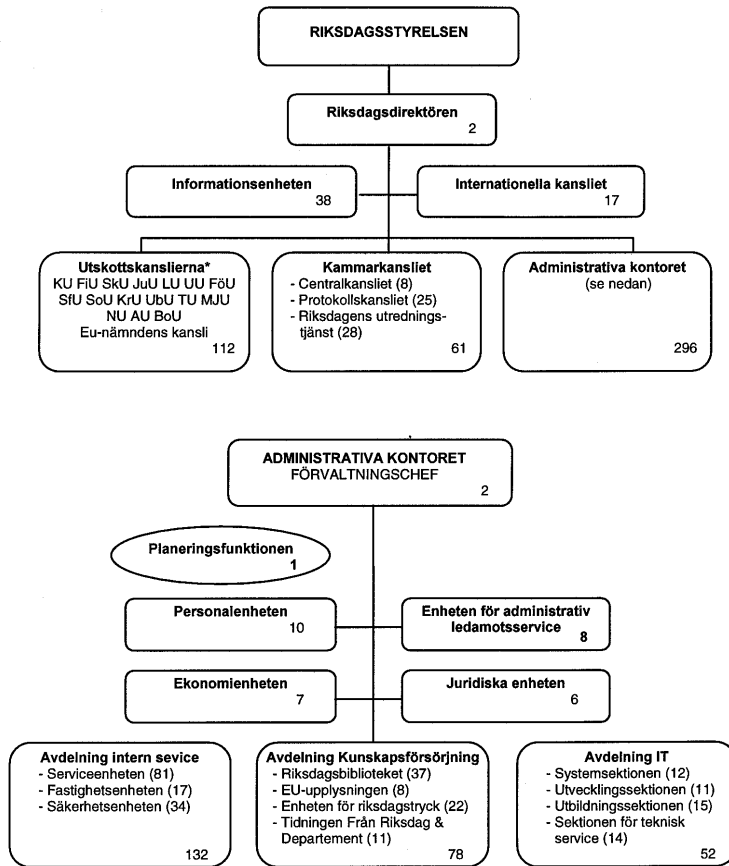 RIKSDAGSSTYRELSEN
Riksdagsdirektören
2
Informationsenheten
38
Internationella kansliet
17
Utskottskanslierna*
KU FiU SkU JuU LU UU FöU
SfU SoU KrU UbU TU MJU
NU AU BoU
Eu-nämndens kansli
112
Kammarkansliet
- Centralkansliet (8)
- Protokollskansliet (25)
- Riksdagens utrednings-
tjänst (28)
61
Administrativa kontoret
(se nedan)
296
ADMINISTRATIVA KONTORET
FÖRVALTNINGSCHEF
2
Planeringsfunktionen
1
Personalenheten
10
Enheten för administrativ
ledamotsservice
8
Ekonomienheten
7
Juridiska enheten
6
Avdelning intern sevice
- Serviceenheten (81)
- Fastighetsenheten (17)
- Säkerhetsenheten (34)
132
Avdelning Kunskapsförsörjning
- Riksdagsbiblioteket (37)
- EU-upplysningen (8)
- Enheten för riksdagstryck (22)
- Tidningen Från Riksdag &
Departement (11)
78
Avdelning IT
- Systemsektionen (12)
- Utvecklingssektionen (11)
- Utbildningssektionen (15)
- Sektionen för teknisk
service (14)
52